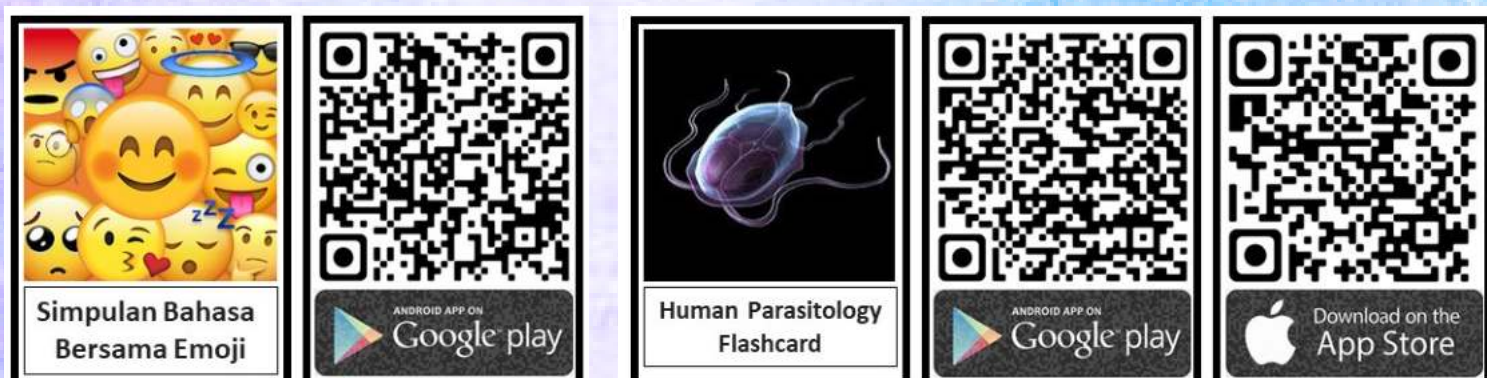 zzZ
Simpulan Bahasa
Bersama Emoji
ANDROID APP ON
Google play
Human Parasitology
Flashcard
ANDROID APP ON
Google play
Download on the
App Store